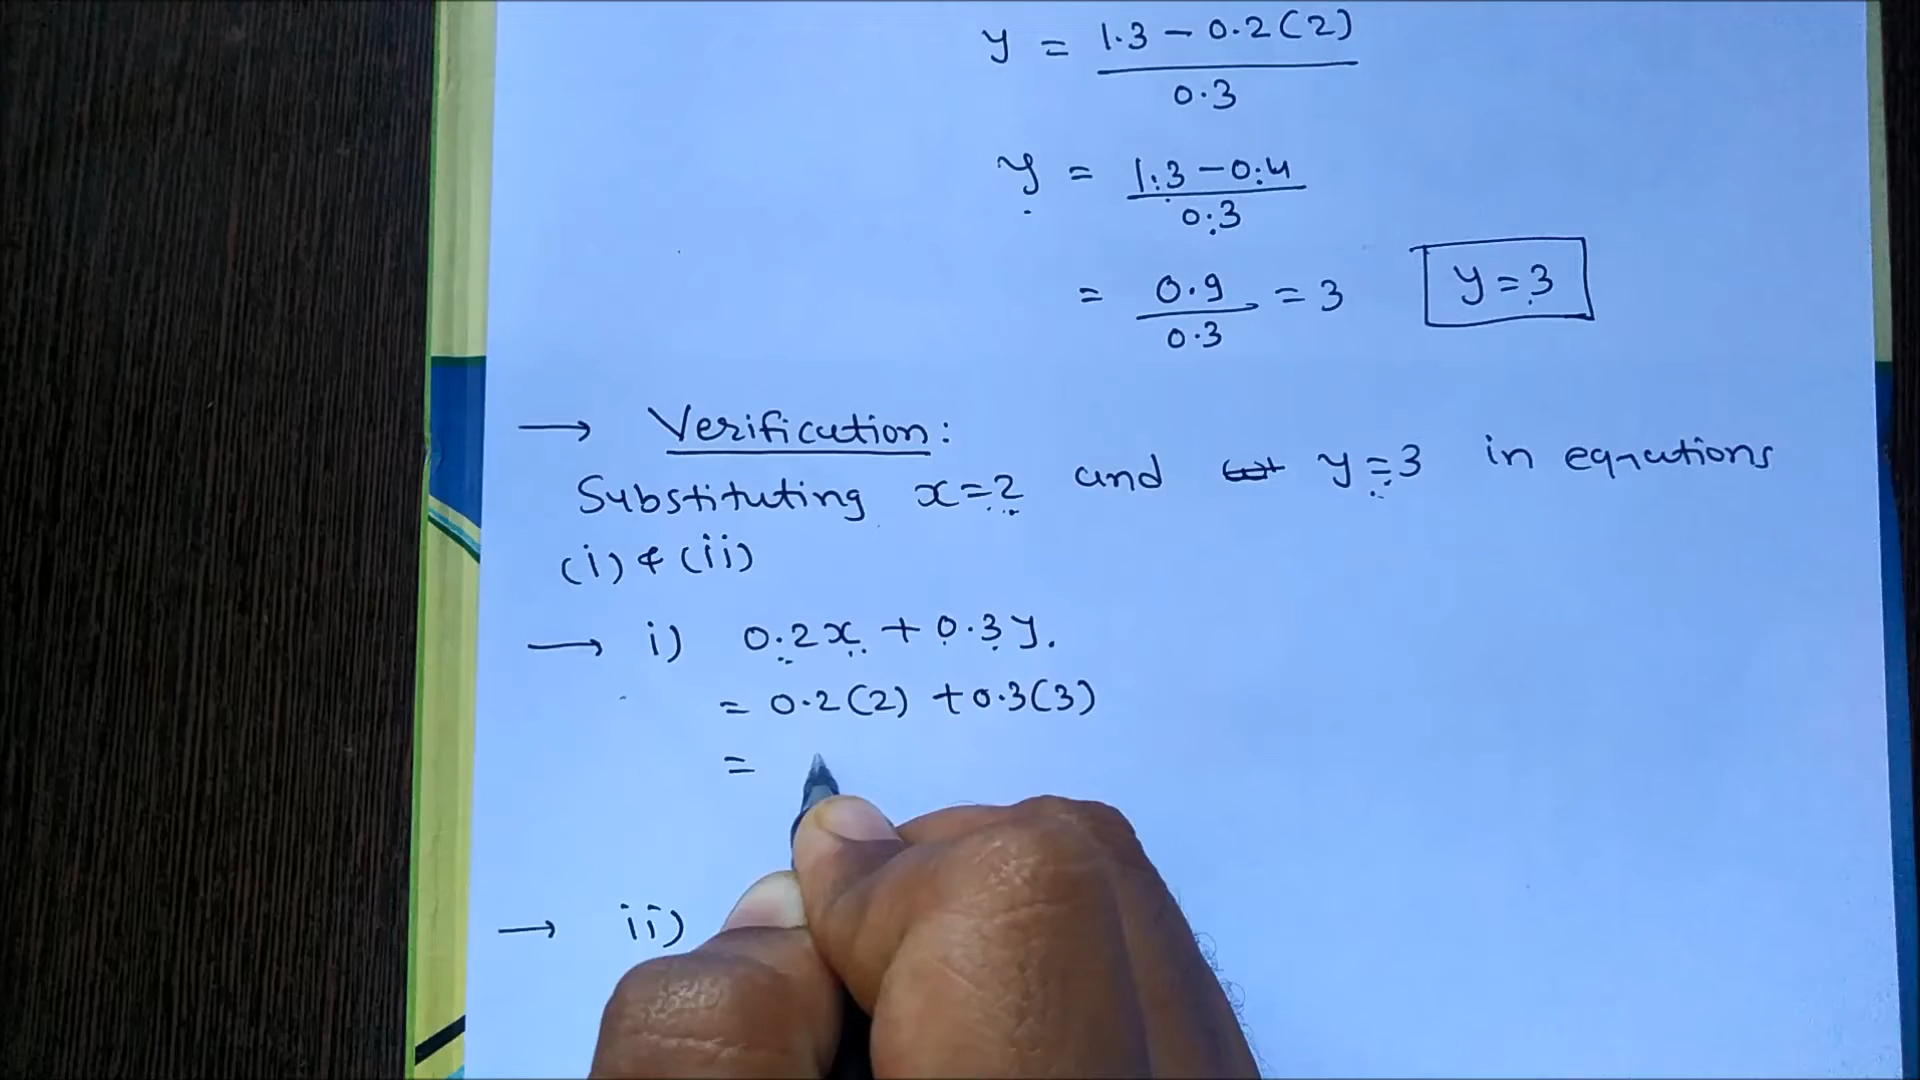 y = 1.3 - 0.2(2) / 0.3
y = 1.3 - 0.4 / 0.3
= 0.9 / 0.3 = 3
y = 3
→ Verification:
Substituting x=2 and y=3 in equations
(i) & (ii)
→ i) 0.2x + 0.3y.
= 0.2(2) + 0.3(3)
=
→ ii)